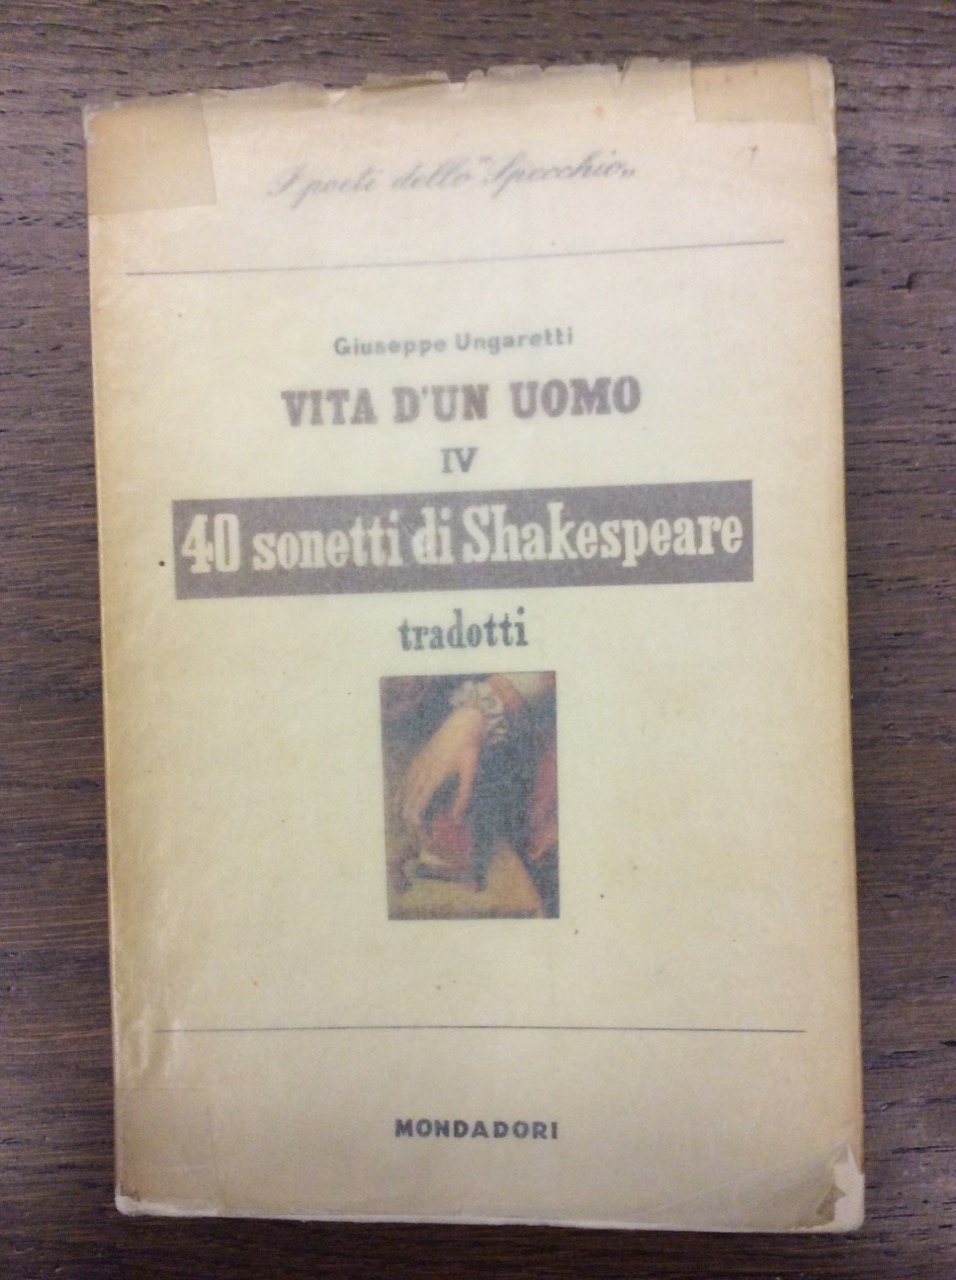 I poeti dello "Specchio„
Giuseppe Ungaretti
VITA D'UN UOMO
IV
40 sonetti di Shakespeare
tradotti
MONDADORI